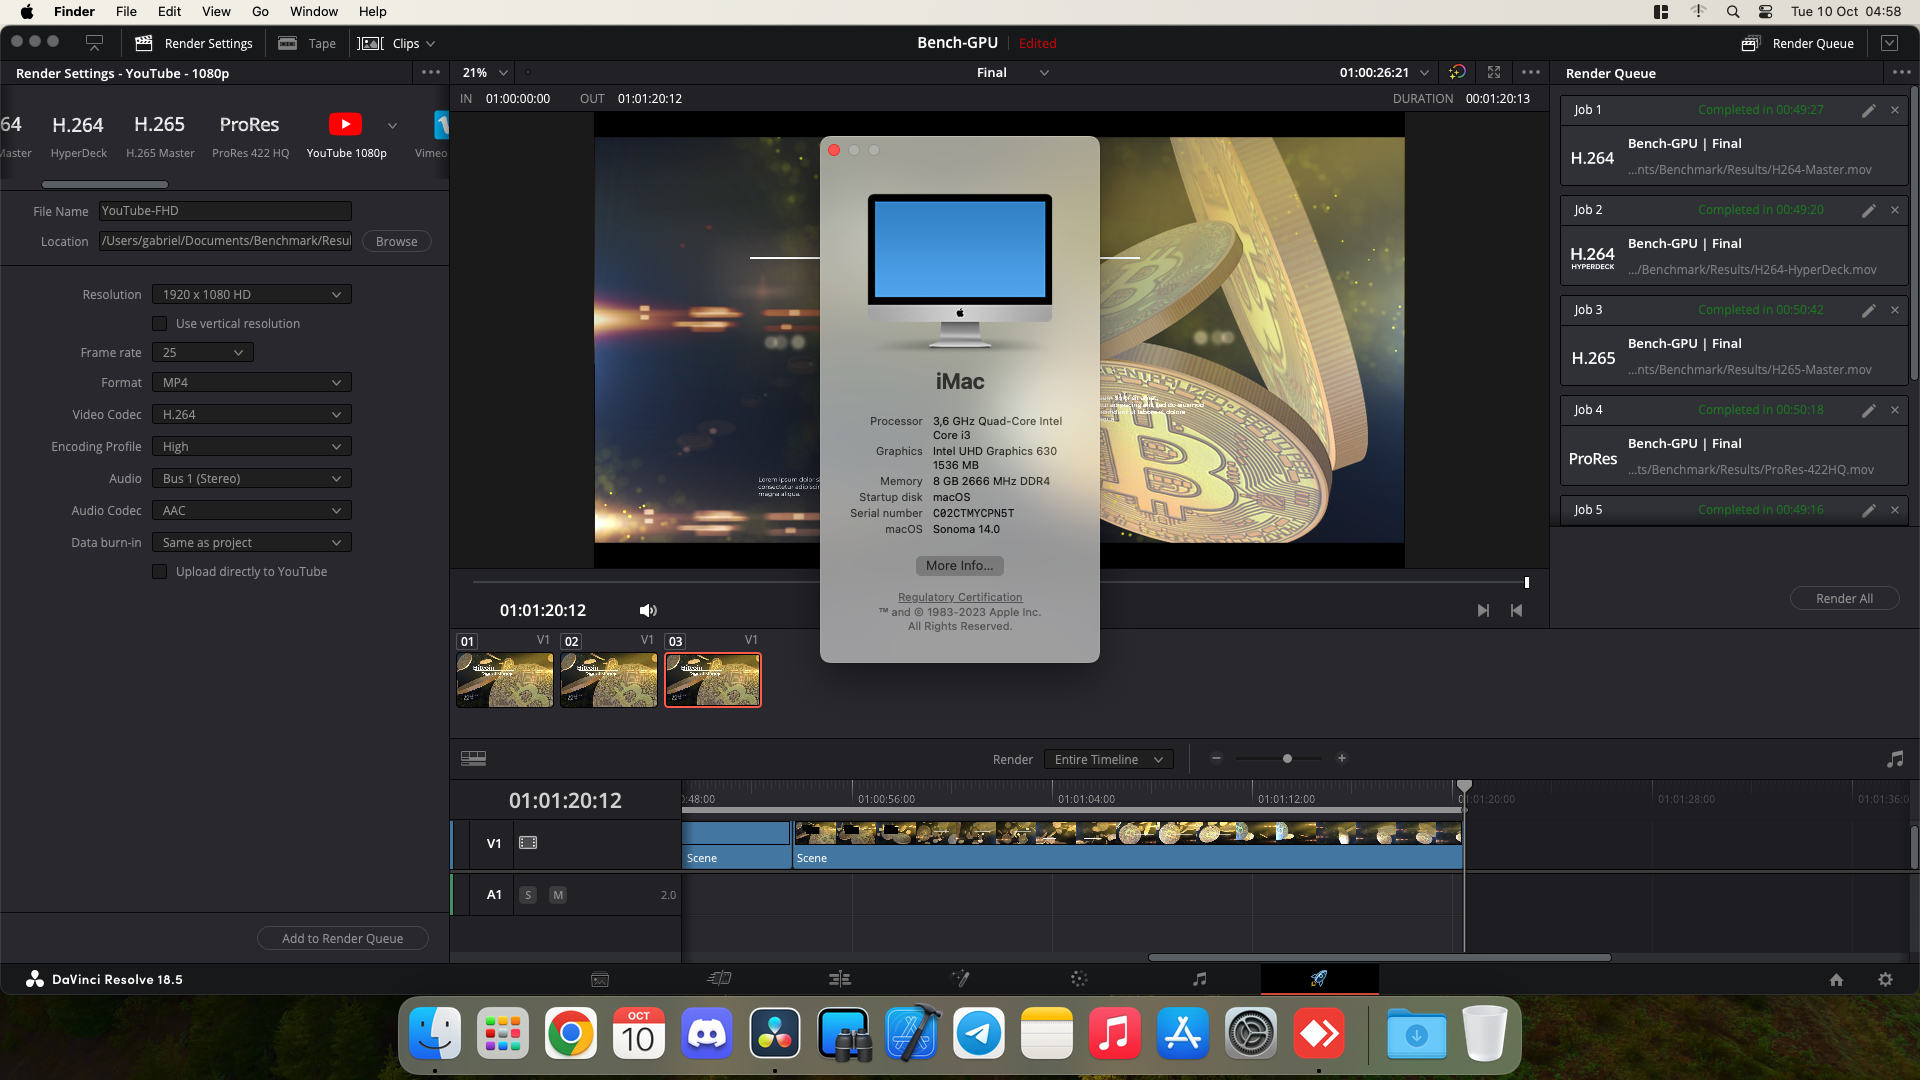 Finder File Edit View Go Window Help
Tue 10 Oct 04:58
Render Settings Tape Clips
Bench-GPU Edited
Render Queue
Render Settings - YouTube - 1080p
21%
Final
01:00:26:21
Render Queue
IN 01:00:00:00 OUT 01:01:20:12
DURATION 00:01:20:13
64 H.264 H.265 ProRes
Master HyperDeck H.265 Master ProRes 422 HQ YouTube 1080p Vimeo
File Name YouTube-FHD
Location /Users/gabriel/Documents/Benchmark/Resul Browse
Resolution 1920 x 1080 HD
Use vertical resolution
Frame rate 25
Format MP4
Video Codec H.264
Encoding Profile High
Audio Bus 1 (Stereo)
Audio Codec AAC
Data burn-in Same as project
Upload directly to YouTube
Add to Render Queue
iMac
Processor 3,6 GHz Quad-Core Intel
Core i3
Graphics Intel UHD Graphics 630
1536 MB
Memory 8 GB 2666 MHz DDR4
Startup disk macOS
Serial number C02CTMYCPN5T
macOS Sonoma 14.0
More Info...
Regulatory Certification
™ and © 1983-2023 Apple Inc.
All Rights Reserved.
Lorem ipsum dolor s
consectetur adip scin
magna aliqua.
Job 1 Completed in 00:49:27
H.264
Bench-GPU | Final
...nts/Benchmark/Results/H264-Master.mov
Job 2 Completed in 00:49:20
H.264
HYPERDECK
Bench-GPU | Final
.../Benchmark/Results/H264-HyperDeck.mov
Job 3 Completed in 00:50:42
H.265
Bench-GPU | Final
...nts/Benchmark/Results/H265-Master.mov
Job 4 Completed in 00:50:18
ProRes
Bench-GPU | Final
...ts/Benchmark/Results/ProRes-422HQ.mov
Job 5 Completed in 00:49:16
Render All
01:01:20:12
01 V1 02 V1 03 V1
Render Entire Timeline
01:01:20:12
0:48:00 01:00:56:00 01:01:04:00 01:01:12:00 01:01:20:00 01:01:28:00 01:01:36:0
V1
Scene Scene
A1 S M 2.0
DaVinci Resolve 18.5
OCT
10